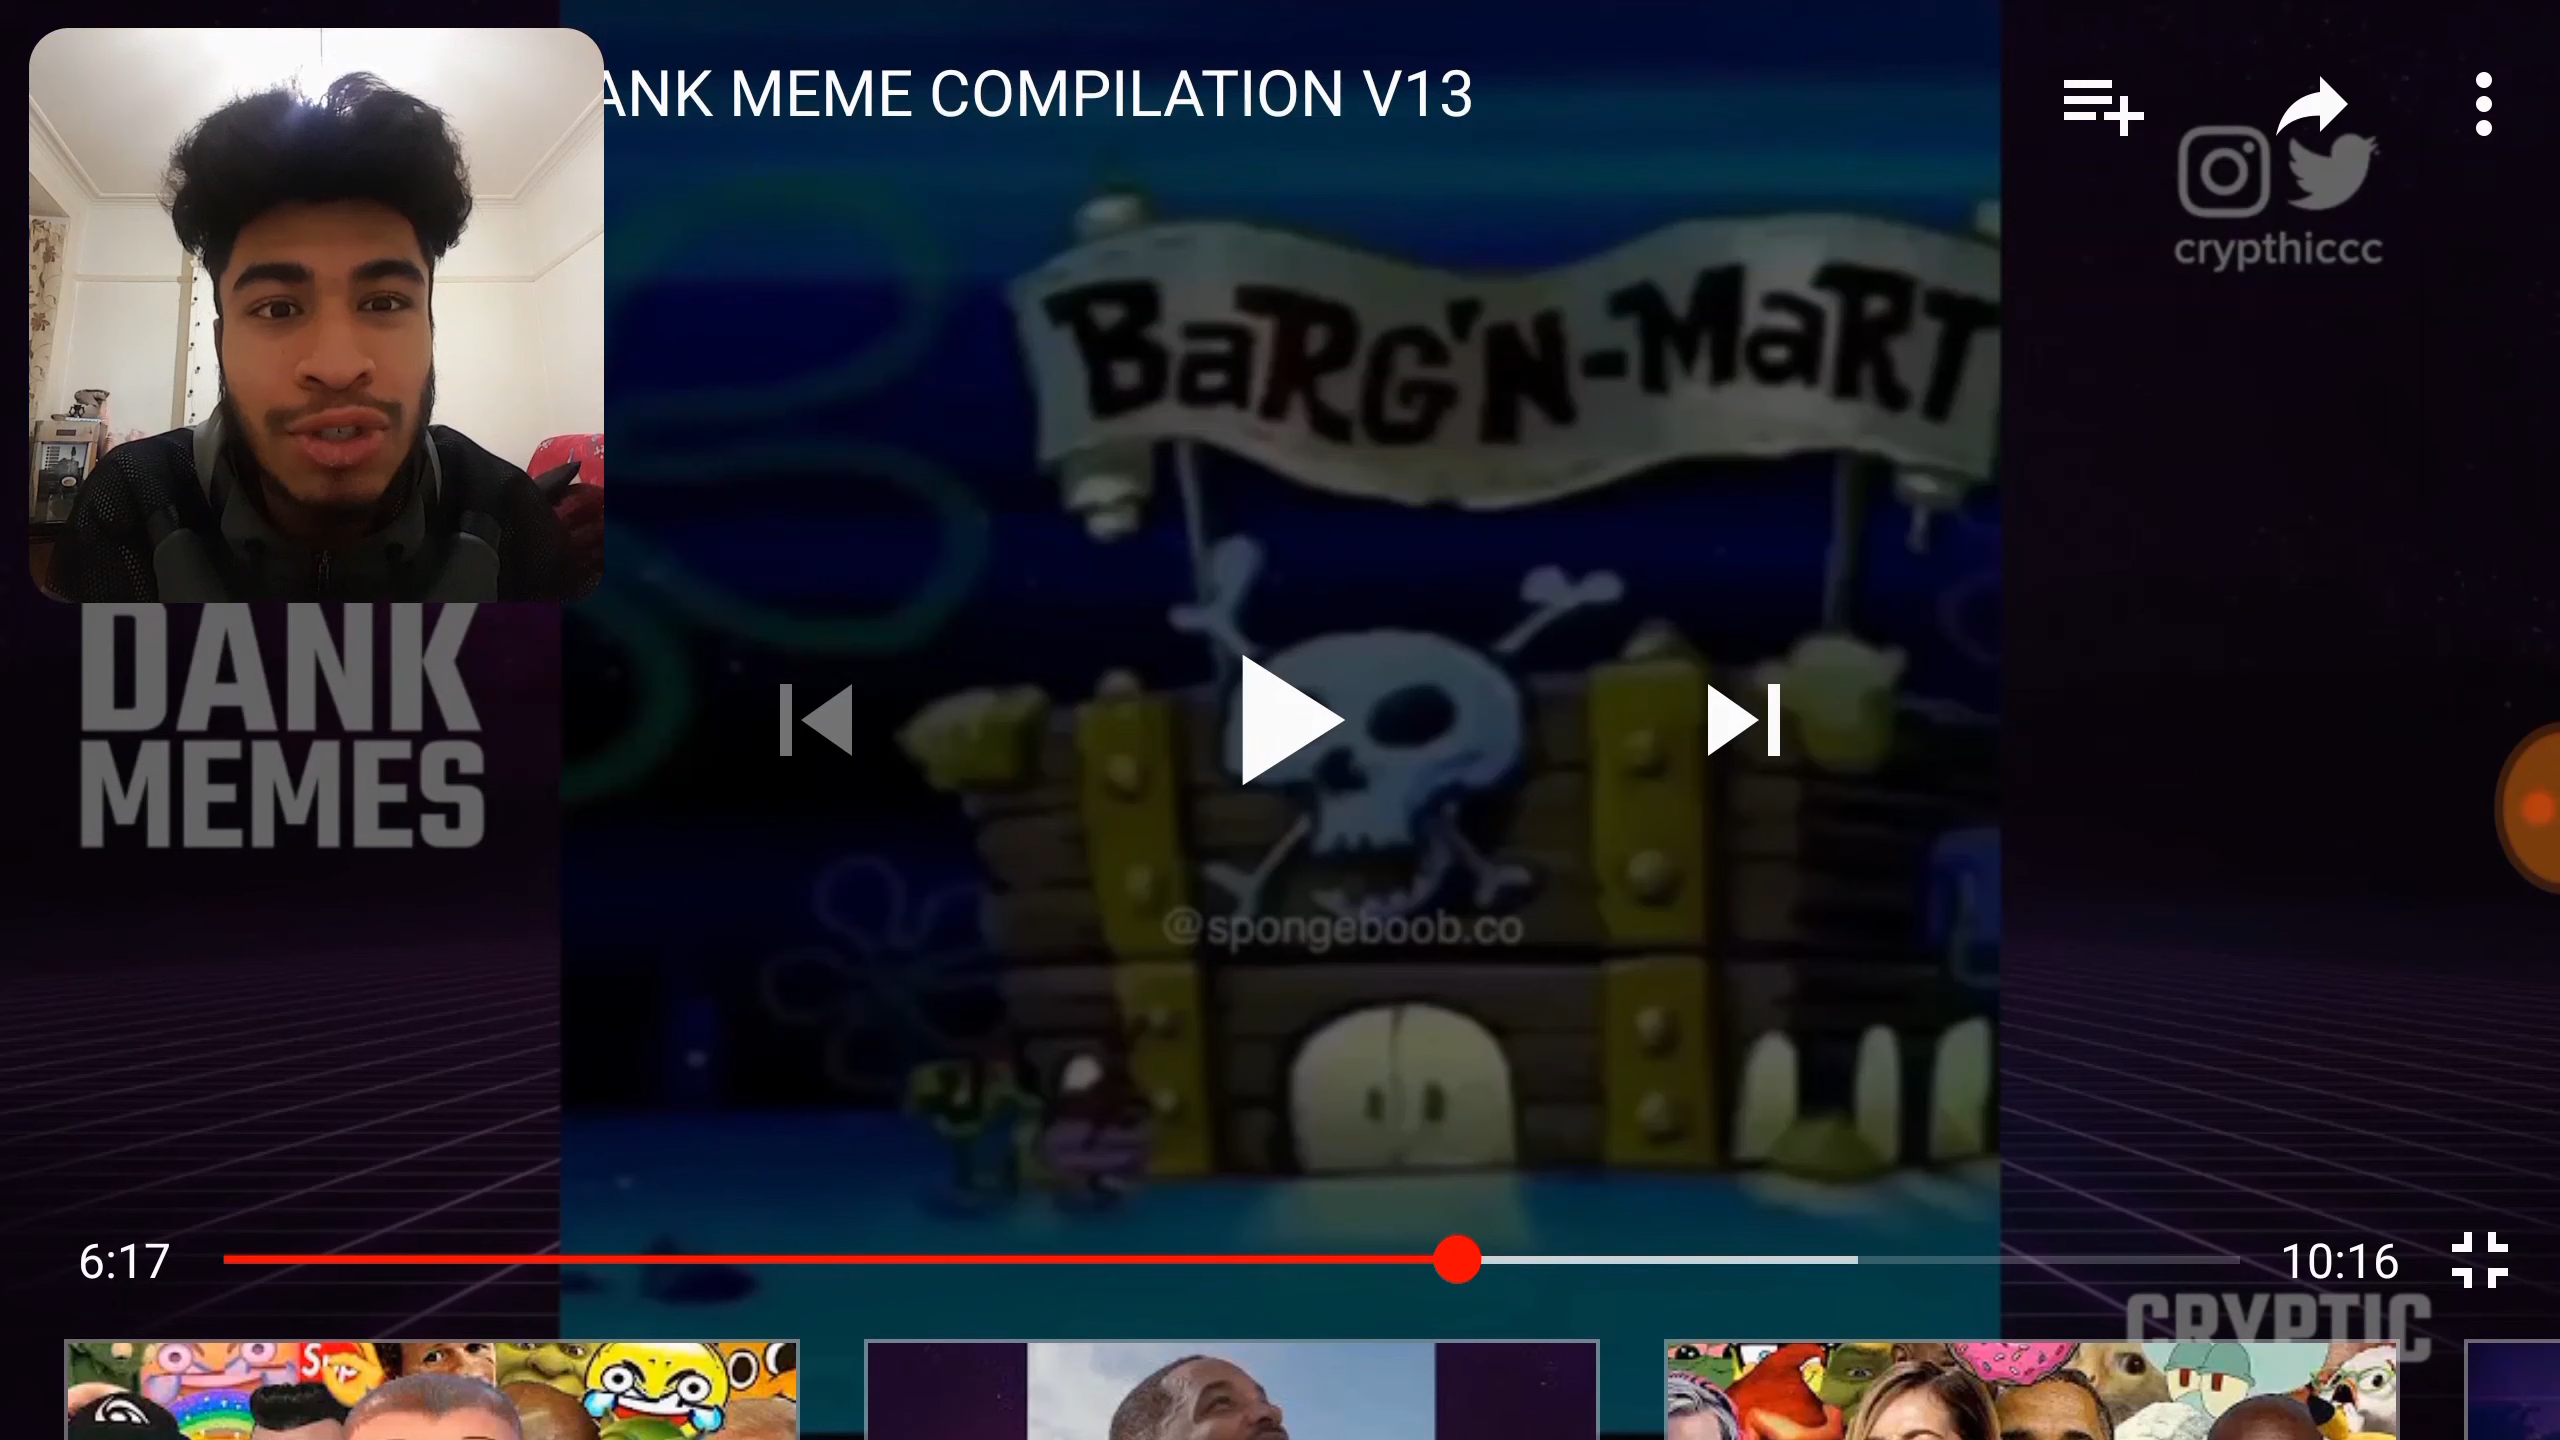 ANK MEME COMPILATION V13
crypthiccc
BaRG'N-MaRT
DANK
MEMES
@spongeboob.co
6:17
10:16
CRYPTIC